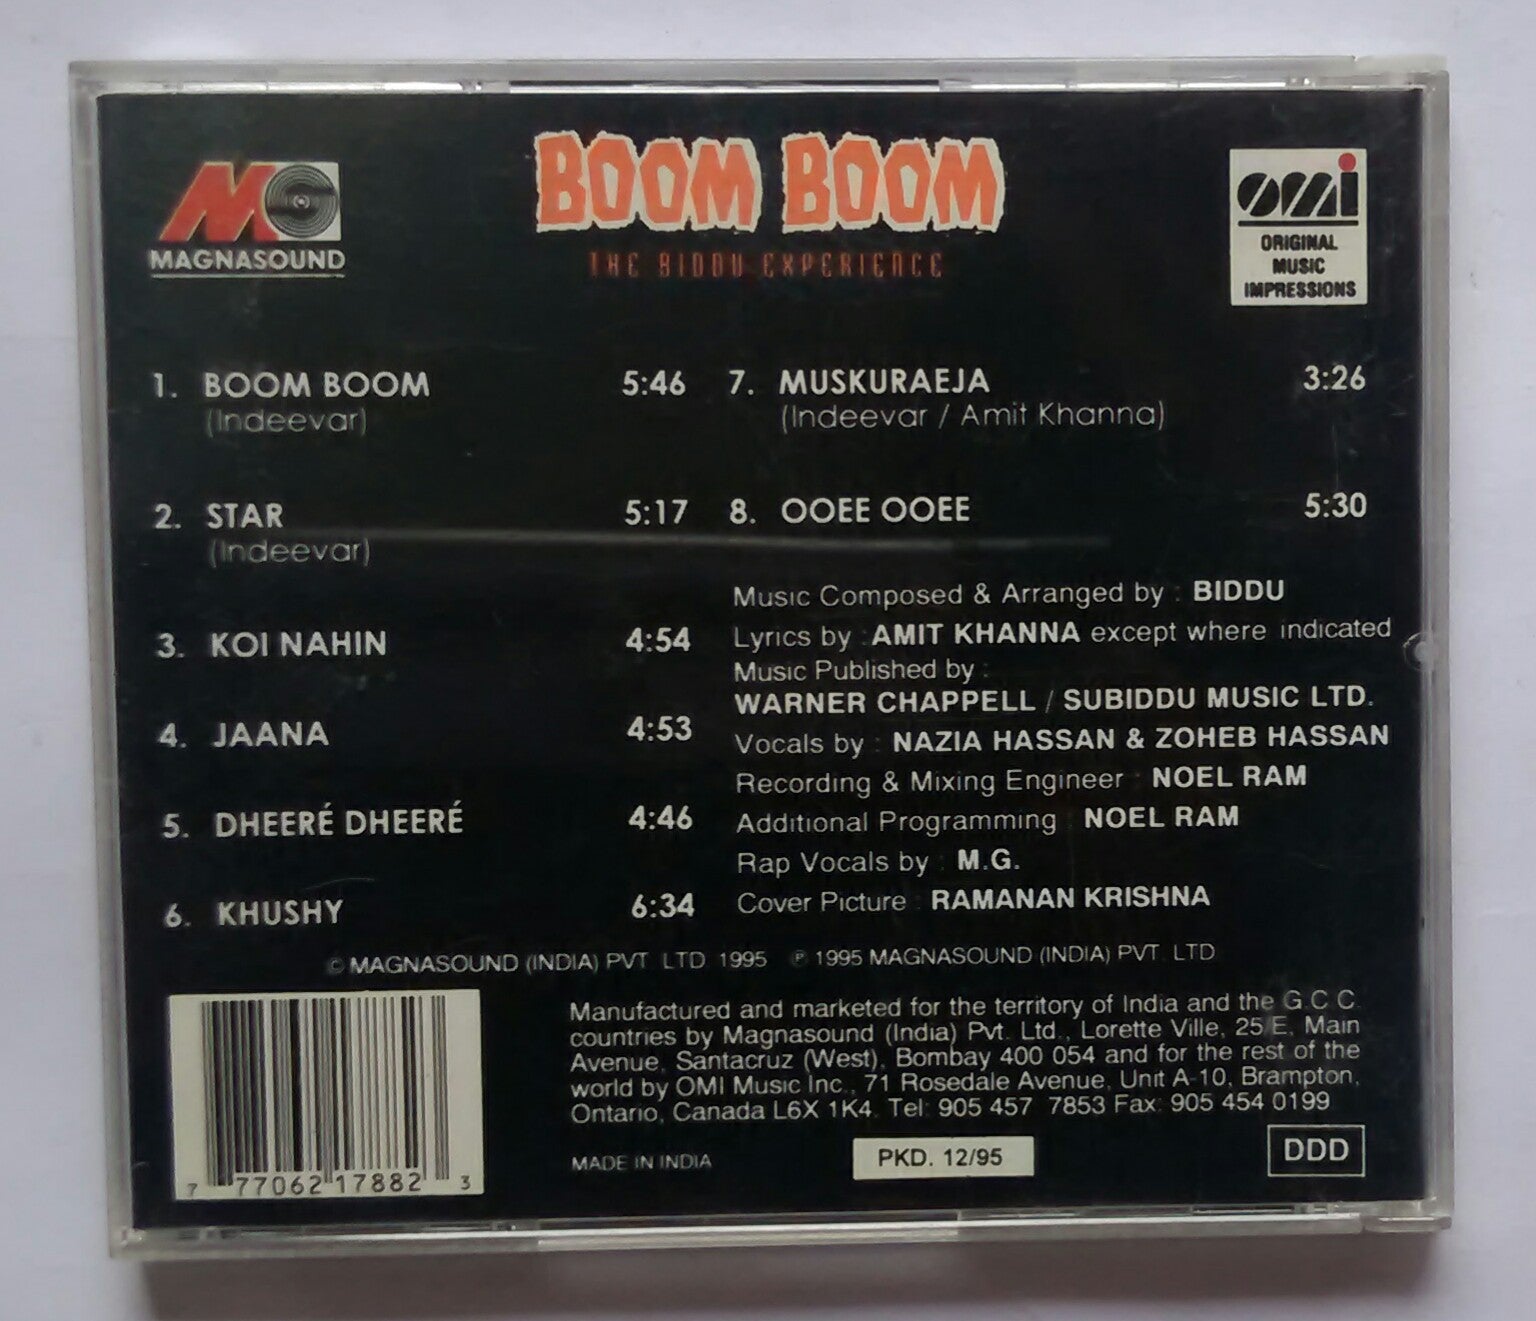 MAGNASOUND
BOOM BOOM
THE BIDDU EXPERIENCE
OMi
ORIGINAL
MUSIC
IMPRESSIONS
1. BOOM BOOM 5:46
(Indeevar)
2. STAR 5:17
(Indeevar)
3. KOI NAHIN 4:54
4. JAANA 4:53
5. DHEERÉ DHEERÉ 4:46
6. KHUSHY 6:34
7. MUSKURAEJA 3:26
(Indeevar / Amit Khanna)
8. OOEE OOEE 5:30
Music Composed & Arranged by : BIDDU
Lyrics by : AMIT KHANNA except where indicated
Music Published by :
WARNER CHAPPELL / SUBIDDU MUSIC LTD.
Vocals by : NAZIA HASSAN & ZOHEB HASSAN
Recording & Mixing Engineer : NOEL RAM
Additional Programming : NOEL RAM
Rap Vocals by : M.G.
Cover Picture : RAMANAN KRISHNA
© MAGNASOUND (INDIA) PVT. LTD. 1995 ℗ 1995 MAGNASOUND (INDIA) PVT. LTD
Manufactured and marketed for the territory of India and the G.C.C.
countries by Magnasound (India) Pvt. Ltd., Lorette Ville, 25/E, Main
Avenue, Santacruz (West), Bombay 400 054 and for the rest of the
world by OMI Music Inc., 71 Rosedale Avenue, Unit A-10, Brampton,
Ontario, Canada L6X 1K4. Tel: 905 457 7853 Fax: 905 454 0199
7 77062 17882 3
MADE IN INDIA
PKD. 12/95
DDD